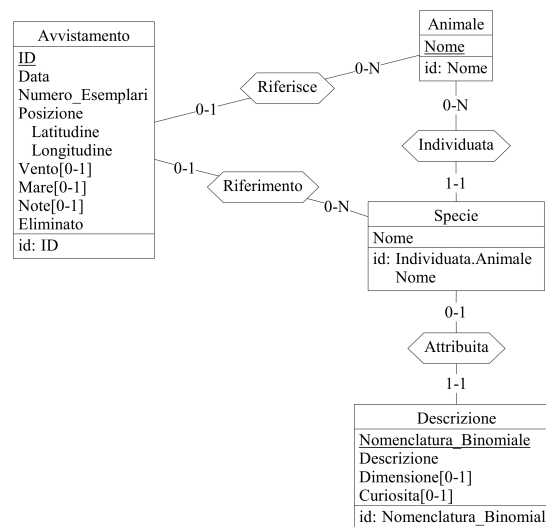 Avvistamento
ID
Data
Numero_Esemplari
Posizione
Latitudine
Longitudine
Vento[0-1]
Mare[0-1]
Note[0-1]
Eliminato
id: ID
0-1
Riferisce
0-N
Animale
Nome
id: Nome
0-N
Individuata
1-1
0-1
Riferimento
0-N
Specie
Nome
id: Individuata.Animale
Nome
0-1
Attribuita
1-1
Descrizione
Nomenclatura_Binomiale
Descrizione
Dimensione[0-1]
Curiosita[0-1]
id: Nomenclatura_Binomial